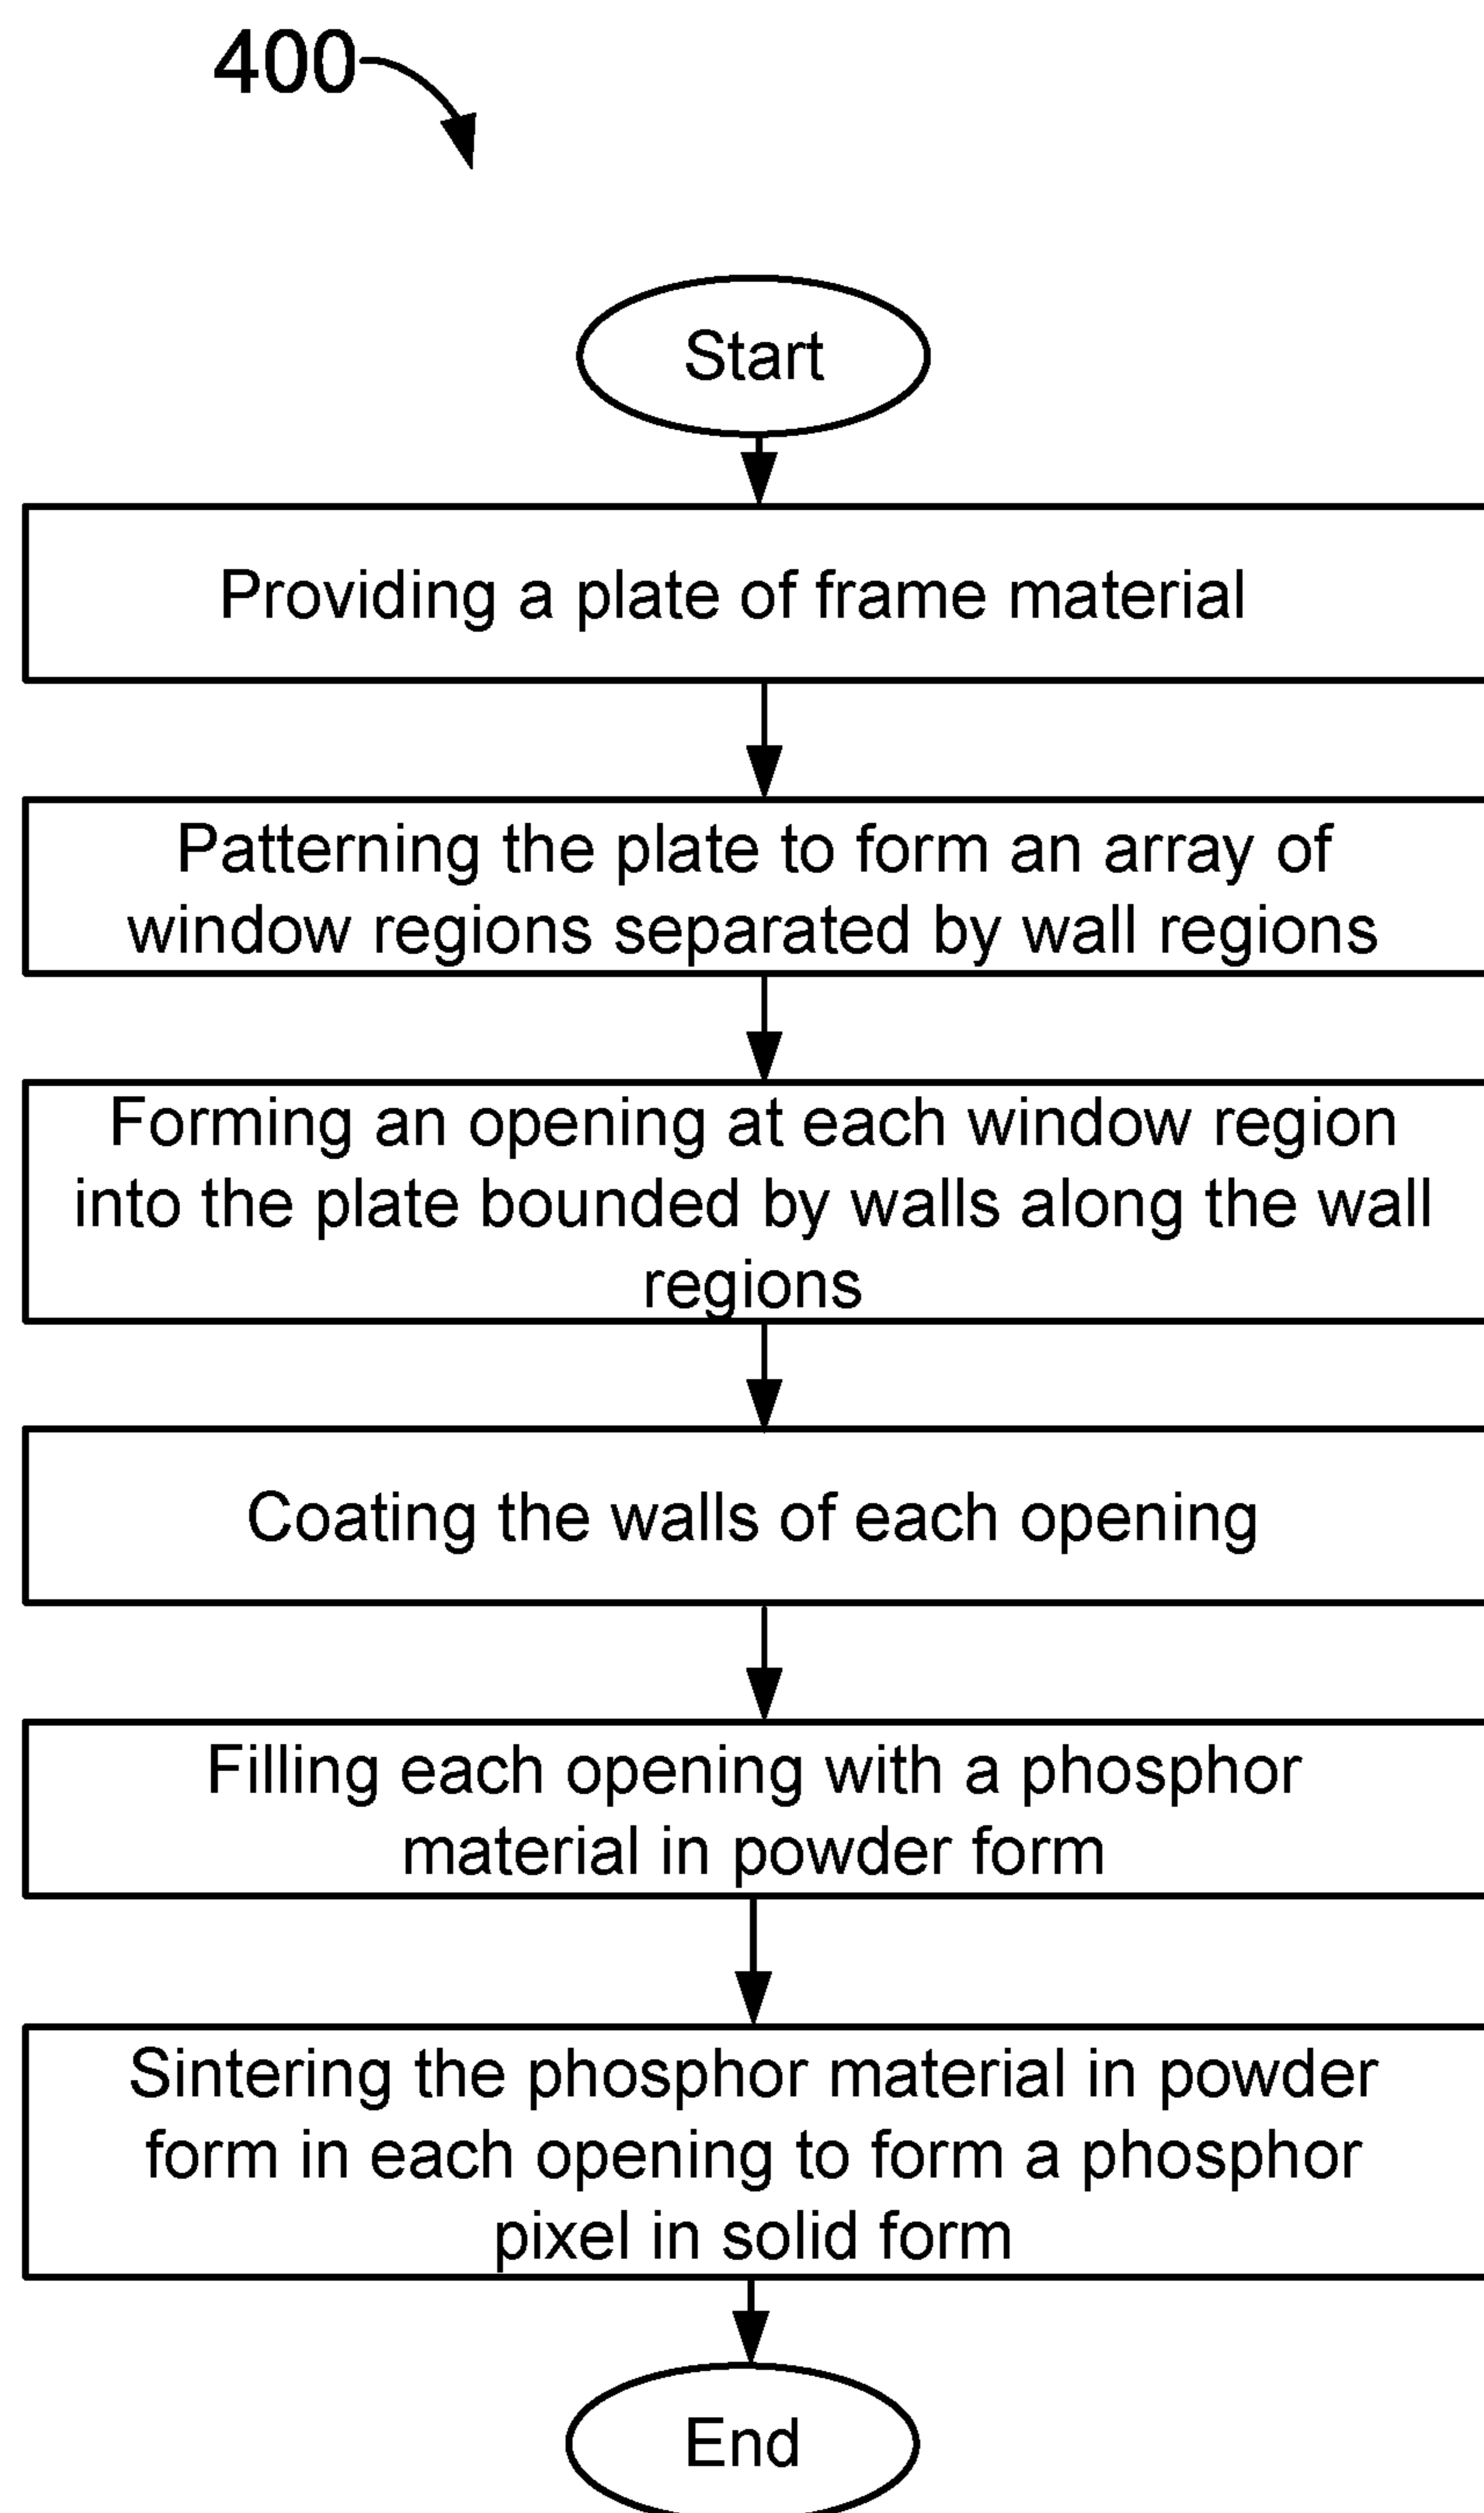 400
Start
Providing a plate of frame material
Patterning the plate to form an array of
window regions separated by wall regions
Forming an opening at each window region
into the plate bounded by walls along the wall
regions
Coating the walls of each opening
Filling each opening with a phosphor
material in powder form
Sintering the phosphor material in powder
form in each opening to form a phosphor
pixel in solid form
End